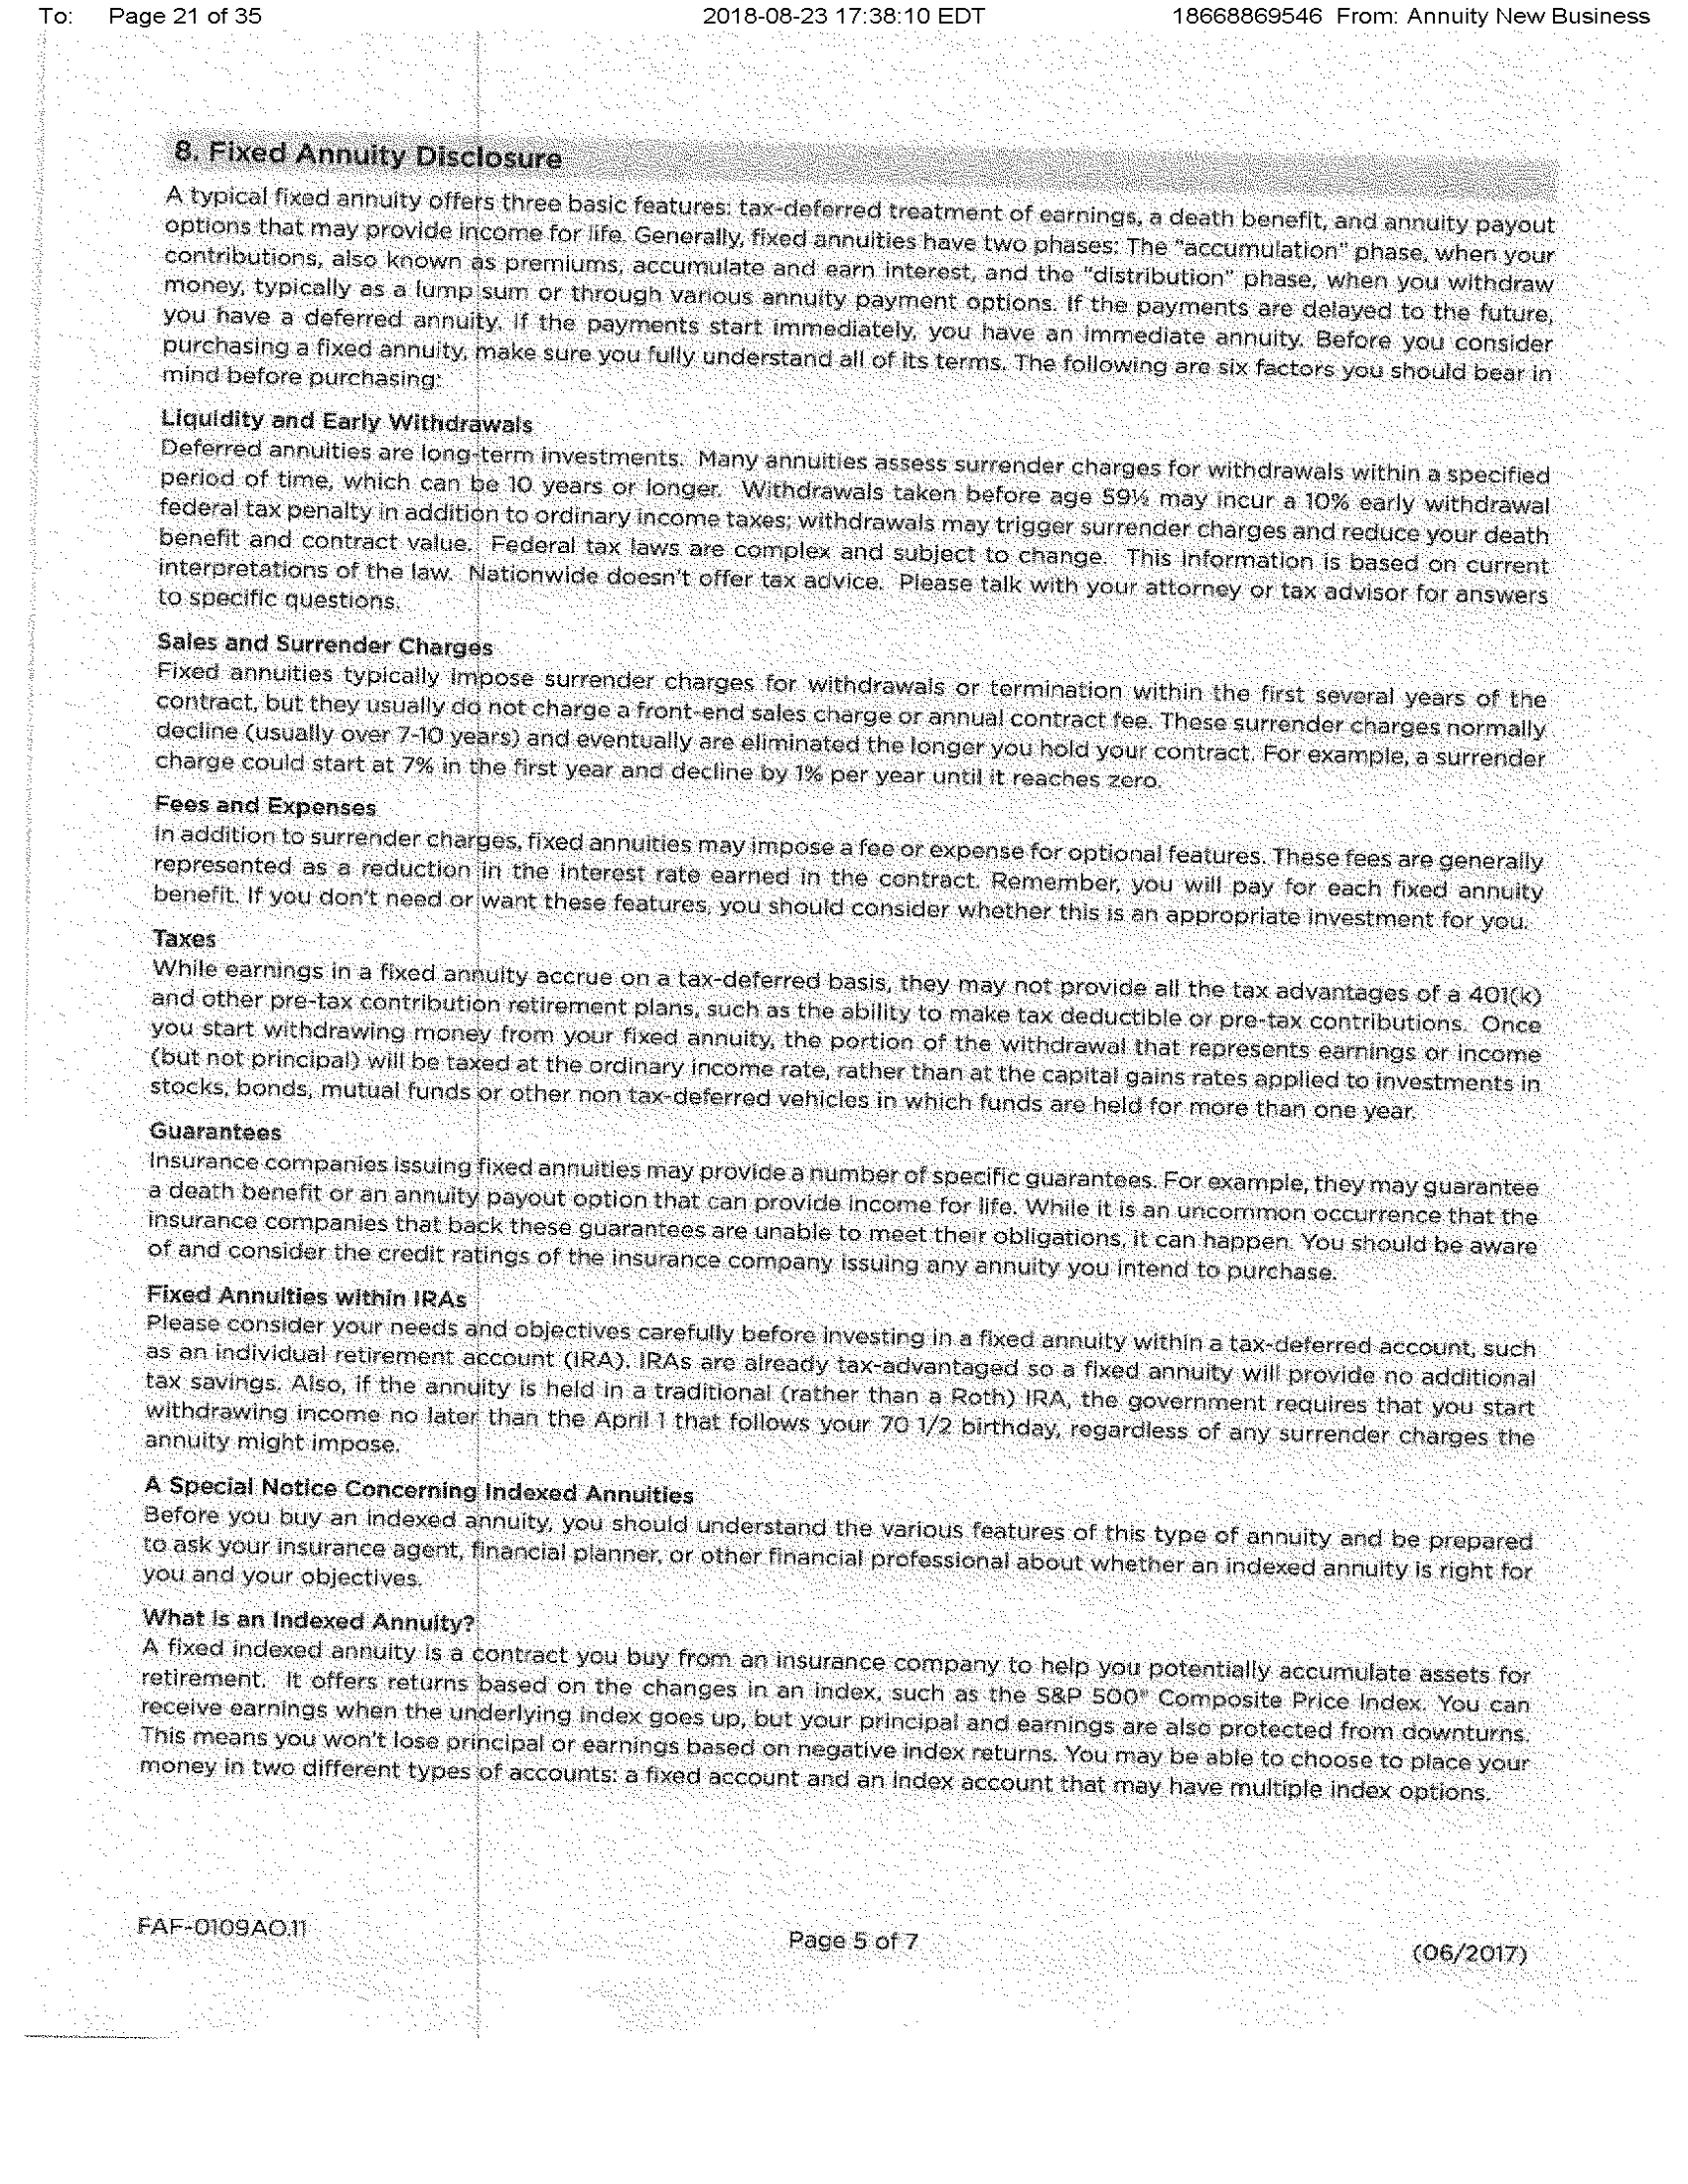 To: Page 21 of 35 2018-08-23 17:38:10 EDT 18668869546 From: Annuity New Business
8. Fixed Annuity Disclosure
A typical fixed annuity offers three basic features: tax-deferred treatment of earnings, a death benefit, and annuity payout
options that may provide income for life. Generally, fixed annuities have two phases: The "accumulation" phase, when your
contributions, also known as premiums, accumulate and earn interest, and the "distribution" phase, when you withdraw
money, typically as a lump sum or through various annuity payment options. If the payments are delayed to the future,
you have a deferred annuity. If the payments start immediately, you have an immediate annuity. Before you consider
purchasing a fixed annuity, make sure you fully understand all of its terms. The following are six factors you should bear in
mind before purchasing:
Liquidity and Early Withdrawals
Deferred annuities are long-term investments. Many annuities assess surrender charges for withdrawals within a specified
period of time, which can be 10 years or longer. Withdrawals taken before age 59½ may incur a 10% early withdrawal
federal tax penalty in addition to ordinary income taxes; withdrawals may trigger surrender charges and reduce your death
benefit and contract value. Federal tax laws are complex and subject to change. This information is based on current
interpretations of the law. Nationwide doesn't offer tax advice. Please talk with your attorney or tax advisor for answers
to specific questions.
Sales and Surrender Charges
Fixed annuities typically impose surrender charges for withdrawals or termination within the first several years of the
contract, but they usually do not charge a front-end sales charge or annual contract fee. These surrender charges normally
decline (usually over 7-10 years) and eventually are eliminated the longer you hold your contract. For example, a surrender
charge could start at 7% in the first year and decline by 1% per year until it reaches zero.
Fees and Expenses
In addition to surrender charges, fixed annuities may impose a fee or expense for optional features. These fees are generally
represented as a reduction in the interest rate earned in the contract. Remember, you will pay for each fixed annuity
benefit. If you don't need or want these features, you should consider whether this is an appropriate investment for you.
Taxes
While earnings in a fixed annuity accrue on a tax-deferred basis, they may not provide all the tax advantages of a 401(k)
and other pre-tax contribution retirement plans, such as the ability to make tax deductible or pre-tax contributions. Once
you start withdrawing money from your fixed annuity, the portion of the withdrawal that represents earnings or income
(but not principal) will be taxed at the ordinary income rate, rather than at the capital gains rates applied to investments in
stocks, bonds, mutual funds or other non tax-deferred vehicles in which funds are held for more than one year.
Guarantees
Insurance companies issuing fixed annuities may provide a number of specific guarantees. For example, they may guarantee
a death benefit or an annuity payout option that can provide income for life. While it is an uncommon occurrence that the
insurance companies that back these guarantees are unable to meet their obligations, it can happen. You should be aware
of and consider the credit ratings of the insurance company issuing any annuity you intend to purchase.
Fixed Annuities within IRAs
Please consider your needs and objectives carefully before investing in a fixed annuity within a tax-deferred account, such
as an individual retirement account (IRA). IRAs are already tax-advantaged so a fixed annuity will provide no additional
tax savings. Also, if the annuity is held in a traditional (rather than a Roth) IRA, the government requires that you start
withdrawing income no later than the April 1 that follows your 70 1/2 birthday, regardless of any surrender charges the
annuity might impose.
A Special Notice Concerning Indexed Annuities
Before you buy an indexed annuity, you should understand the various features of this type of annuity and be prepared
to ask your insurance agent, financial planner, or other financial professional about whether an indexed annuity is right for
you and your objectives.
What is an Indexed Annuity?
A fixed indexed annuity is a contract you buy from an insurance company to help you potentially accumulate assets for
retirement. It offers returns based on the changes in an index, such as the S&P 500® Composite Price Index. You can
receive earnings when the underlying index goes up, but your principal and earnings are also protected from downturns.
This means you won't lose principal or earnings based on negative index returns. You may be able to choose to place your
money in two different types of accounts: a fixed account and an index account that may have multiple index options.
FAF-0109AO.11 Page 5 of 7 (06/2017)